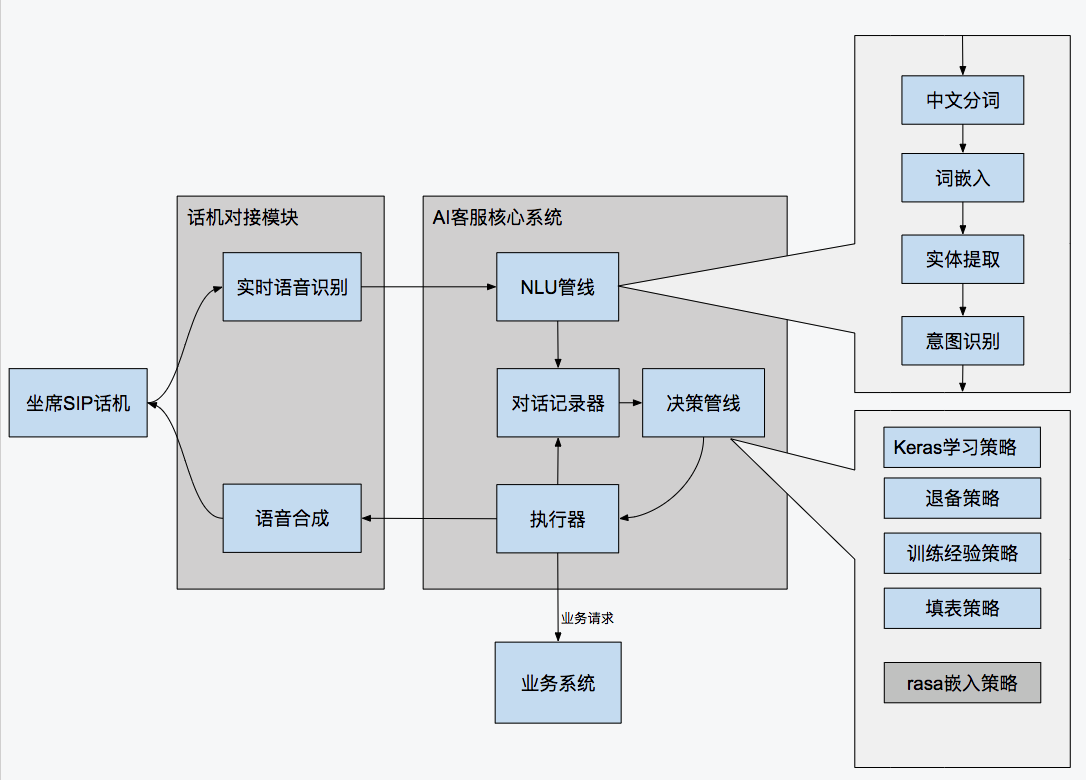 话机对接模块
实时语音识别
坐席SIP话机
语音合成
AI客服核心系统
NLU管线
对话记录器
决策管线
执行器
业务请求
业务系统
中文分词
词嵌入
实体提取
意图识别
Keras学习策略
退备策略
训练经验策略
填表策略
rasa嵌入策略